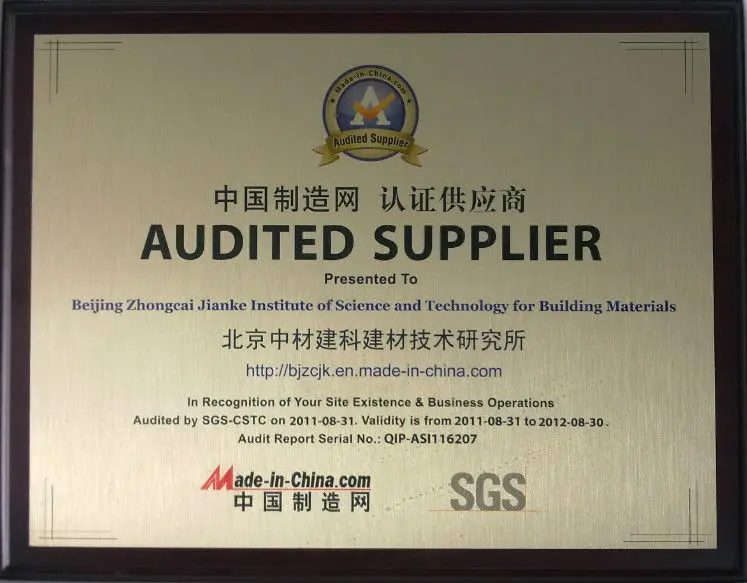 Made-in-China.com
A
Audited Supplier
中国制造网 认证供应商
AUDITED SUPPLIER
Presented To
Beijing Zhongcai Jianke Institute of Science and Technology for Building Materials
北京中材建科建材技术研究所
http://bjzcjk.en.made-in-china.com
In Recognition of Your Site Existence & Business Operations
Audited by SGS-CSTC on 2011-08-31. Validity is from 2011-08-31 to 2012-08-30.
Audit Report Serial No.: QIP-ASI116207
Made-in-China.com
中国制造网
SGS